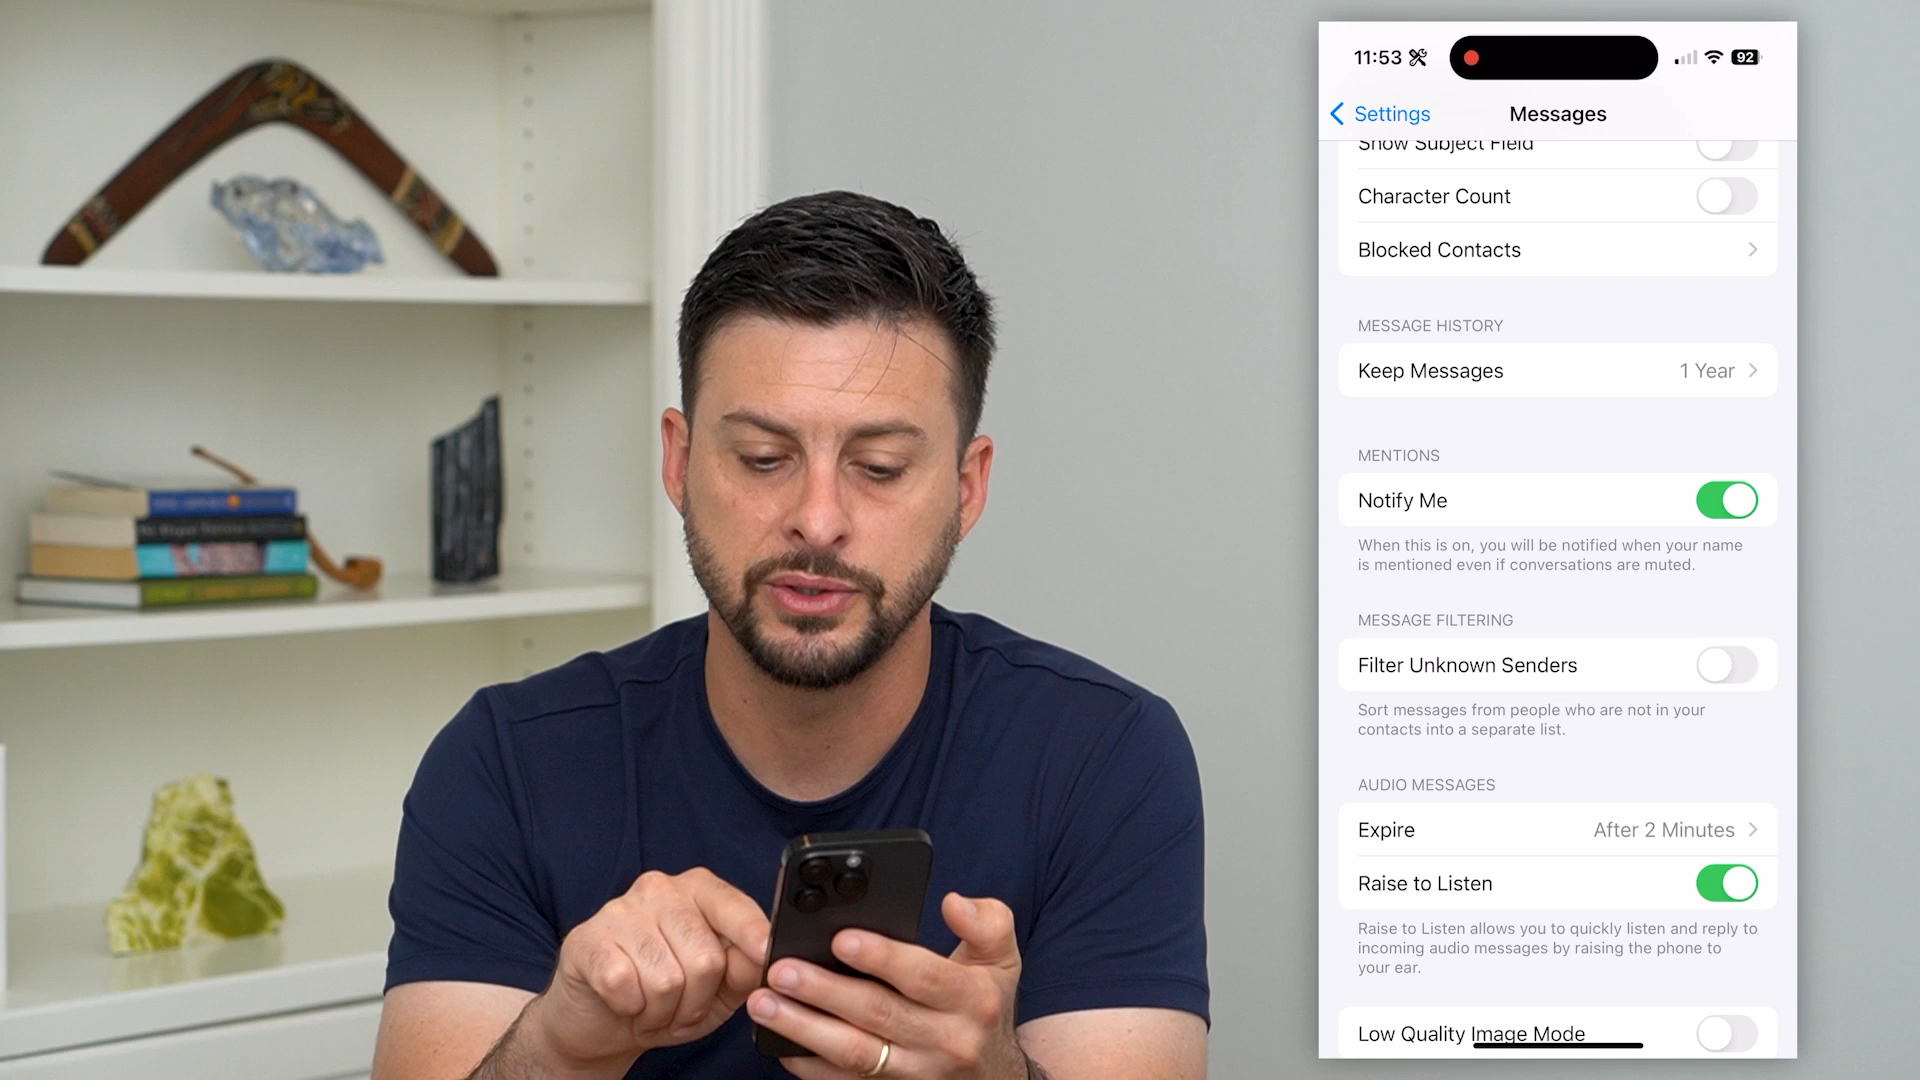 11:53
92
Settings
Messages
Show Subject Field
Character Count
Blocked Contacts
MESSAGE HISTORY
Keep Messages
1 Year
MENTIONS
Notify Me
When this is on, you will be notified when your name
is mentioned even if conversations are muted.
MESSAGE FILTERING
Filter Unknown Senders
Sort messages from people who are not in your
contacts into a separate list.
AUDIO MESSAGES
Expire
After 2 Minutes
Raise to Listen
Raise to Listen allows you to quickly listen and reply to
incoming audio messages by raising the phone to
your ear.
Low Quality Image Mode